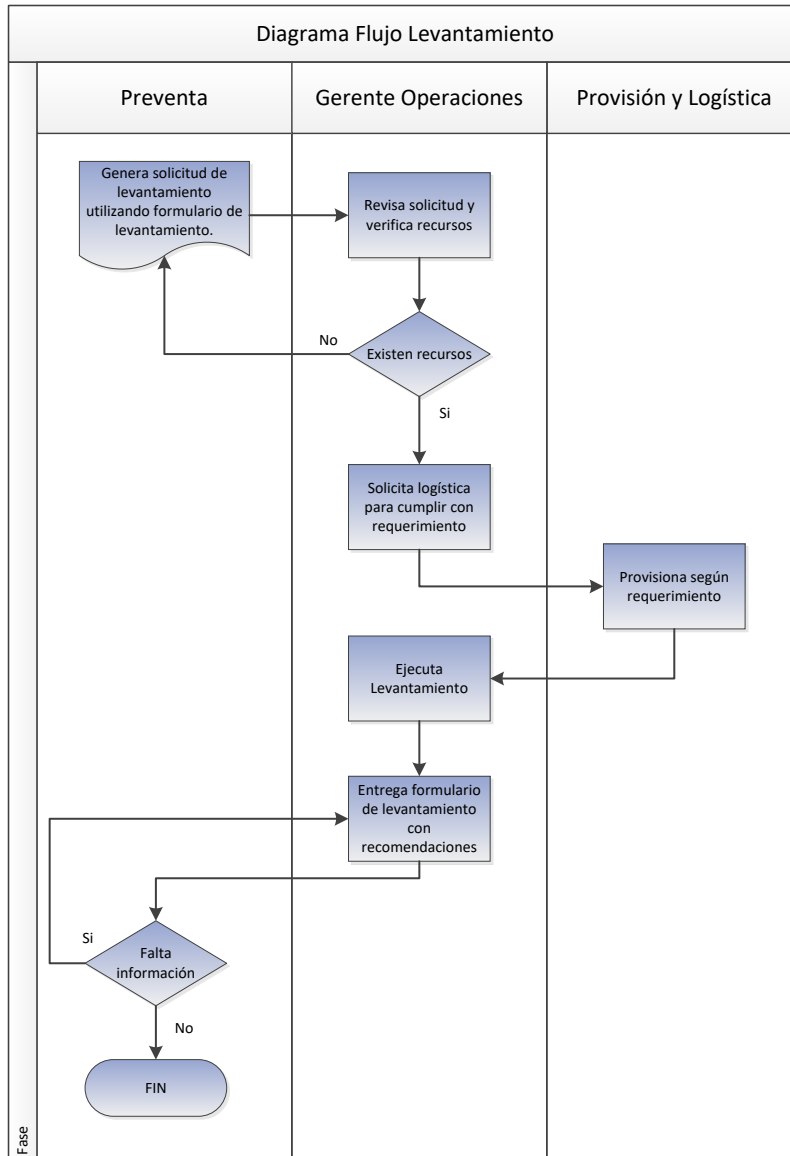 Diagrama Flujo Levantamiento
Preventa
Gerente Operaciones
Provisión y Logística
Genera solicitud de
levantamiento
utilizando formulario de
levantamiento.
Revisa solicitud y
verifica recursos
No
Existen recursos
Si
Solicita logística
para cumplir con
requerimiento
Provisiona según
requerimiento
Ejecuta
Levantamiento
Entrega formulario
de levantamiento
con
recomendaciones
Si
Falta
información
No
FIN
Fase